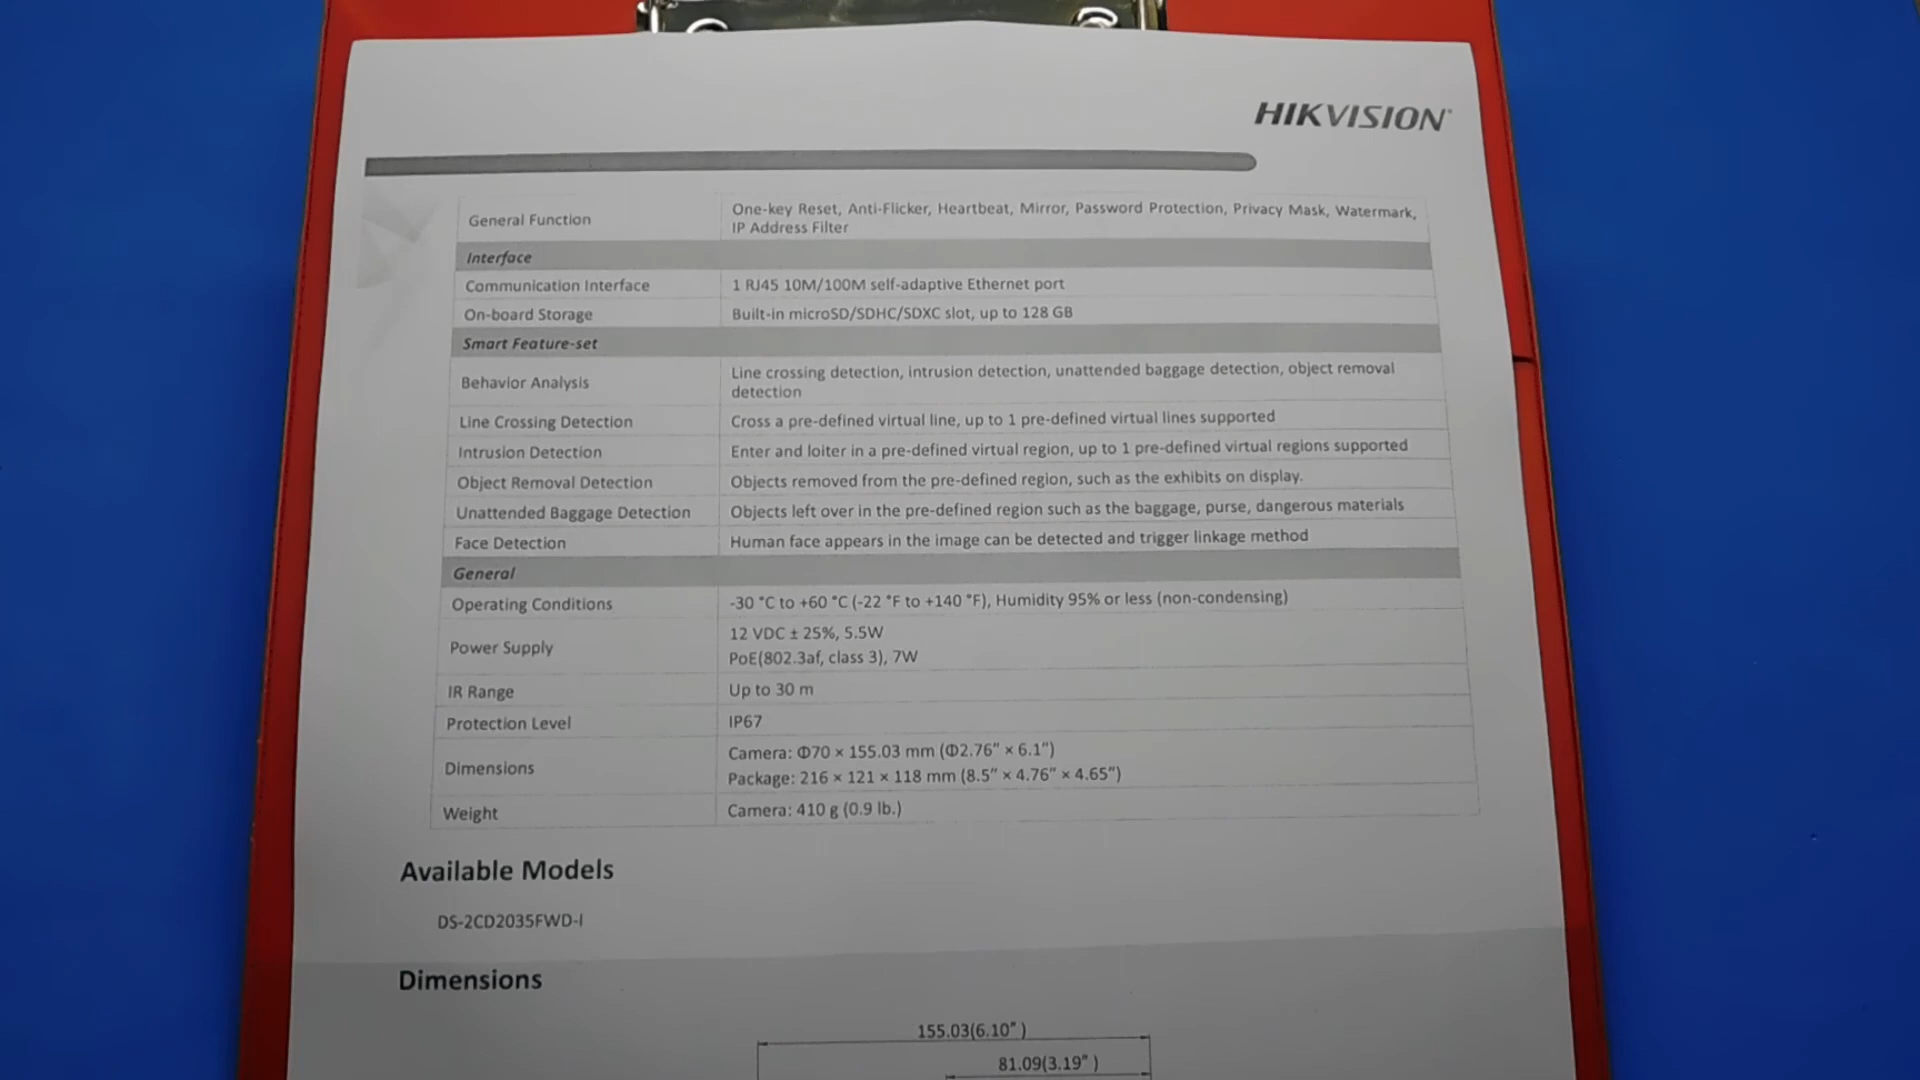 HIKVISION
General Function
One-key Reset, Anti-Flicker, Heartbeat, Mirror, Password Protection, Privacy Mask, Watermark,
IP Address Filter
Interface
Communication Interface
1 RJ45 10M/100M self-adaptive Ethernet port
On-board Storage
Built-in microSD/SDHC/SDXC slot, up to 128 GB
Smart Feature-set
Behavior Analysis
Line crossing detection, intrusion detection, unattended baggage detection, object removal
detection
Line Crossing Detection
Cross a pre-defined virtual line, up to 1 pre-defined virtual lines supported
Intrusion Detection
Enter and loiter in a pre-defined virtual region, up to 1 pre-defined virtual regions supported
Object Removal Detection
Objects removed from the pre-defined region, such as the exhibits on display.
Unattended Baggage Detection
Objects left over in the pre-defined region such as the baggage, purse, dangerous materials
Face Detection
Human face appears in the image can be detected and trigger linkage method
General
Operating Conditions
-30 °C to +60 °C (-22 °F to +140 °F), Humidity 95% or less (non-condensing)
Power Supply
12 VDC ± 25%, 5.5W
PoE(802.3af, class 3), 7W
IR Range
Up to 30 m
Protection Level
IP67
Dimensions
Camera: Φ70 × 155.03 mm (Φ2.76" × 6.1")
Package: 216 × 121 × 118 mm (8.5" × 4.76" × 4.65")
Weight
Camera: 410 g (0.9 lb.)
Available Models
DS-2CD2035FWD-I
Dimensions
155.03(6.10" )
81.09(3.19" )